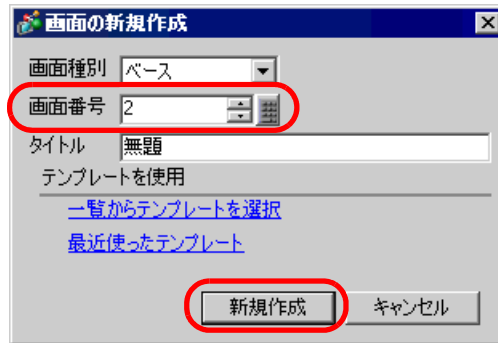 画面の新規作成
画面種別 ベース
画面番号 2
タイトル 無題
テンプレートを使用
一覧からテンプレートを選択
最近使ったテンプレート
新規作成 キャンセル